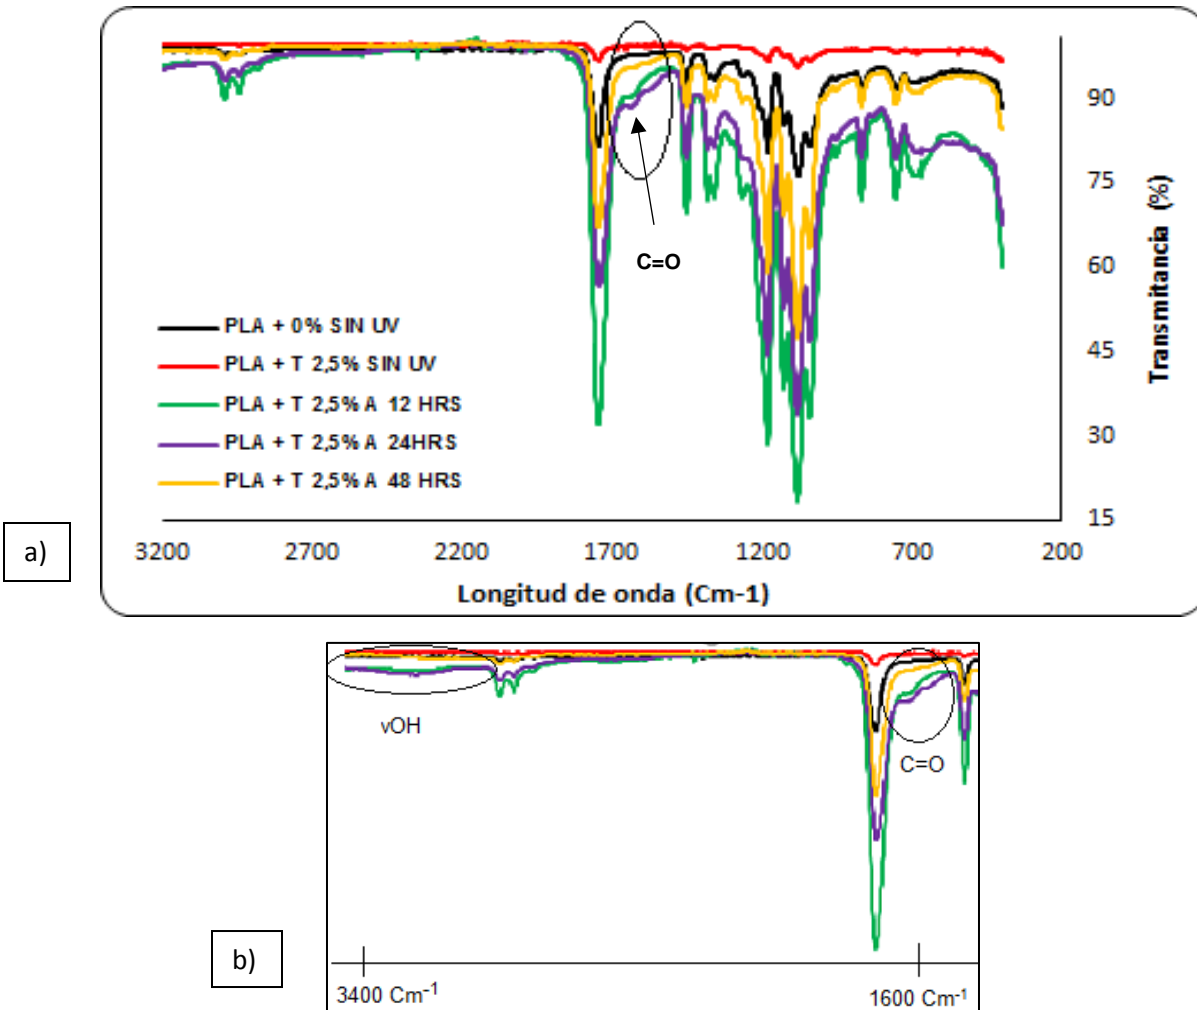 90
75
60
45
30
15
Transmitancia (%)
C=O
PLA + 0% SIN UV
PLA + T 2,5% SIN UV
PLA + T 2,5% A 12 HRS
PLA + T 2,5% A 24HRS
PLA + T 2,5% A 48 HRS
a)
3200 2700 2200 1700 1200 700 200
Longitud de onda (Cm-1)
νOH
C=O
b)
3400 Cm-1 1600 Cm-1